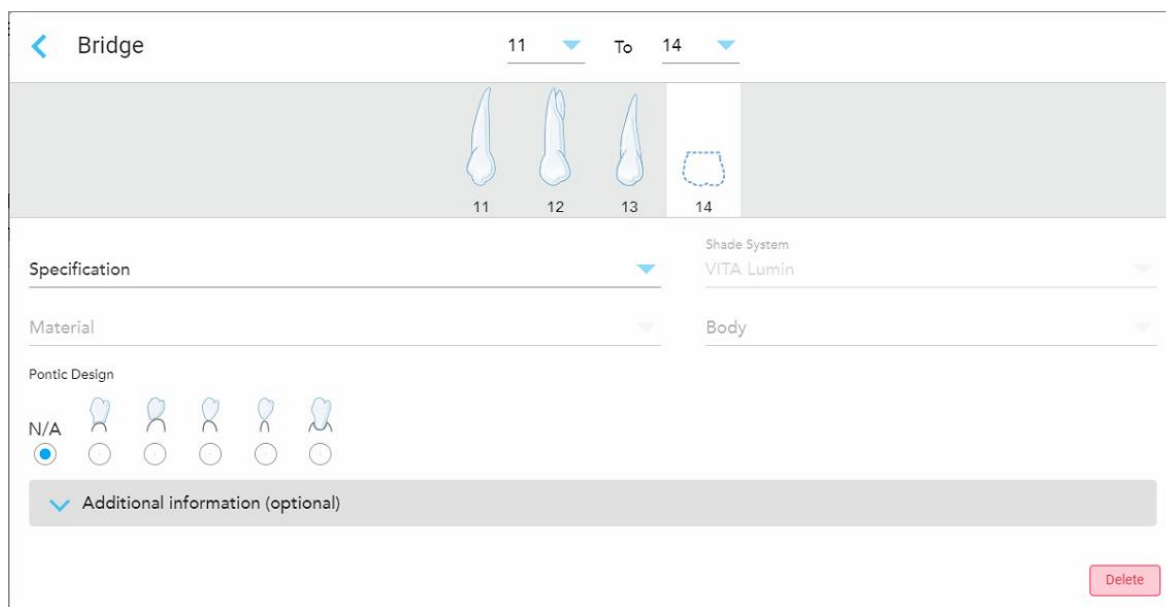 Bridge
11 To 14
11 12 13 14
Specification
Shade System
VITA Lumin
Material
Body
Pontic Design
N/A
Additional information (optional)
Delete